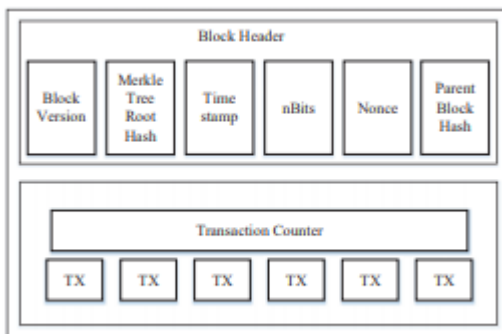 Block Header
Block
Version
Merkle
Tree
Root
Hash
Time
stamp
nBits
Nonce
Parent
Block
Hash
Transaction Counter
TX TX TX TX TX TX